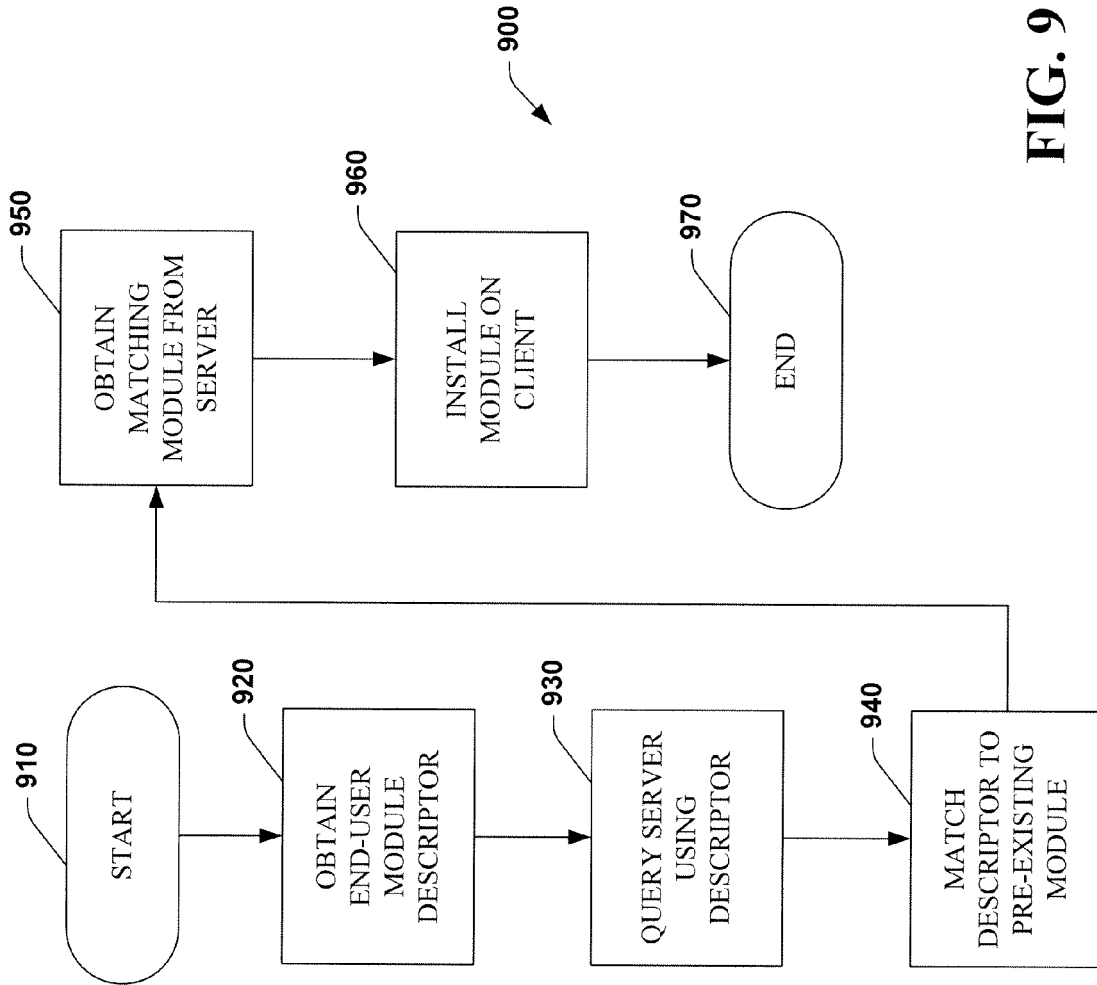 910
START
920
OBTAIN
END-USER
MODULE
DESCRIPTOR
930
QUERY SERVER
USING
DESCRIPTOR
940
MATCH
DESCRIPTOR TO
PRE-EXISTING
MODULE
950
OBTAIN
MATCHING
MODULE FROM
SERVER
960
INSTALL
MODULE ON
CLIENT
970
END
900
FIG. 9